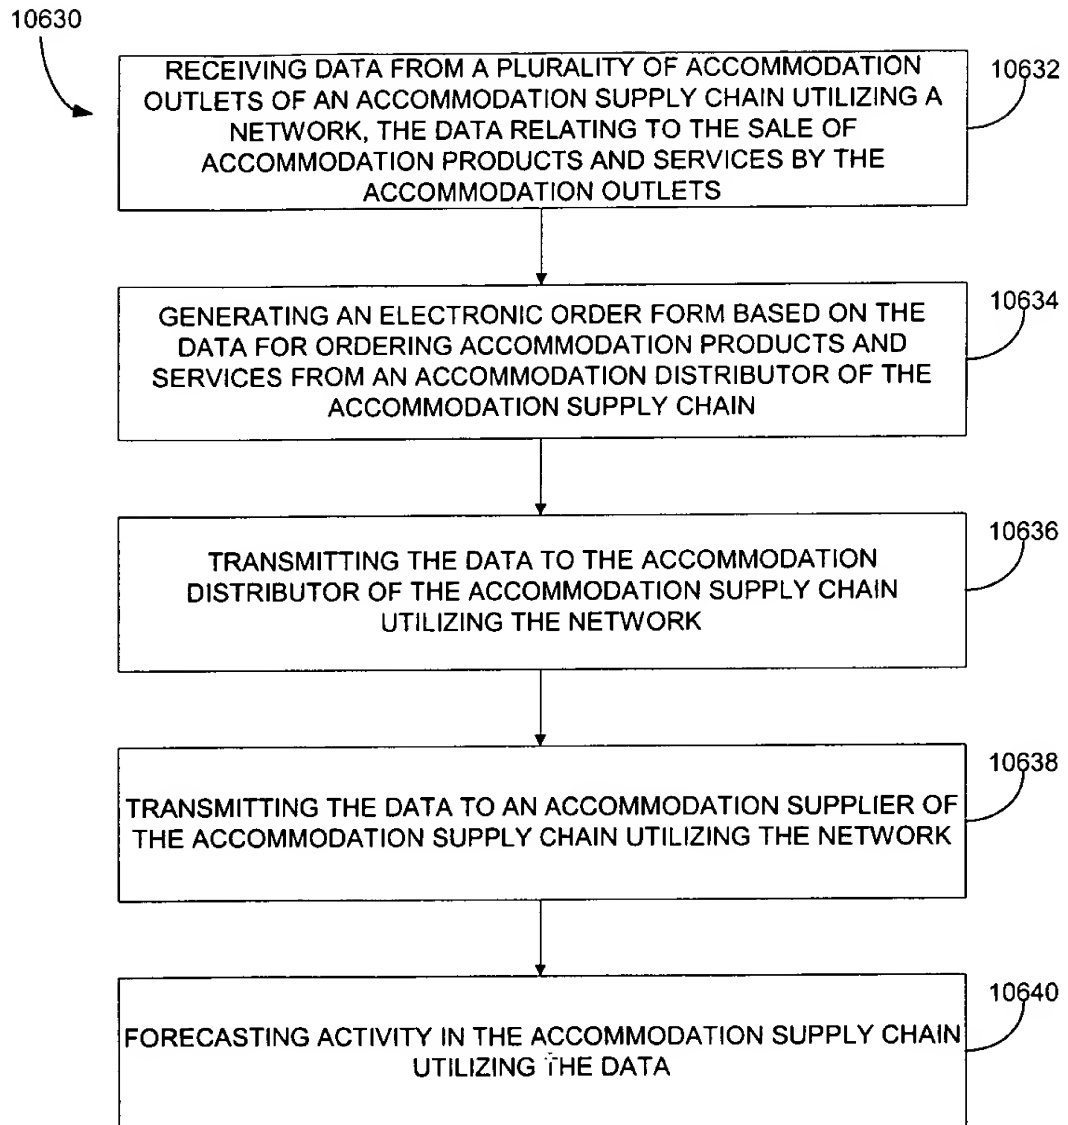 10630
RECEIVING DATA FROM A PLURALITY OF ACCOMMODATION
OUTLETS OF AN ACCOMMODATION SUPPLY CHAIN UTILIZING A
NETWORK, THE DATA RELATING TO THE SALE OF
ACCOMMODATION PRODUCTS AND SERVICES BY THE
ACCOMMODATION OUTLETS
10632
GENERATING AN ELECTRONIC ORDER FORM BASED ON THE
DATA FOR ORDERING ACCOMMODATION PRODUCTS AND
SERVICES FROM AN ACCOMMODATION DISTRIBUTOR OF THE
ACCOMMODATION SUPPLY CHAIN
10634
TRANSMITTING THE DATA TO THE ACCOMMODATION
DISTRIBUTOR OF THE ACCOMMODATION SUPPLY CHAIN
UTILIZING THE NETWORK
10636
TRANSMITTING THE DATA TO AN ACCOMMODATION SUPPLIER OF
THE ACCOMMODATION SUPPLY CHAIN UTILIZING THE NETWORK
10638
FORECASTING ACTIVITY IN THE ACCOMMODATION SUPPLY CHAIN
UTILIZING THE DATA
10640